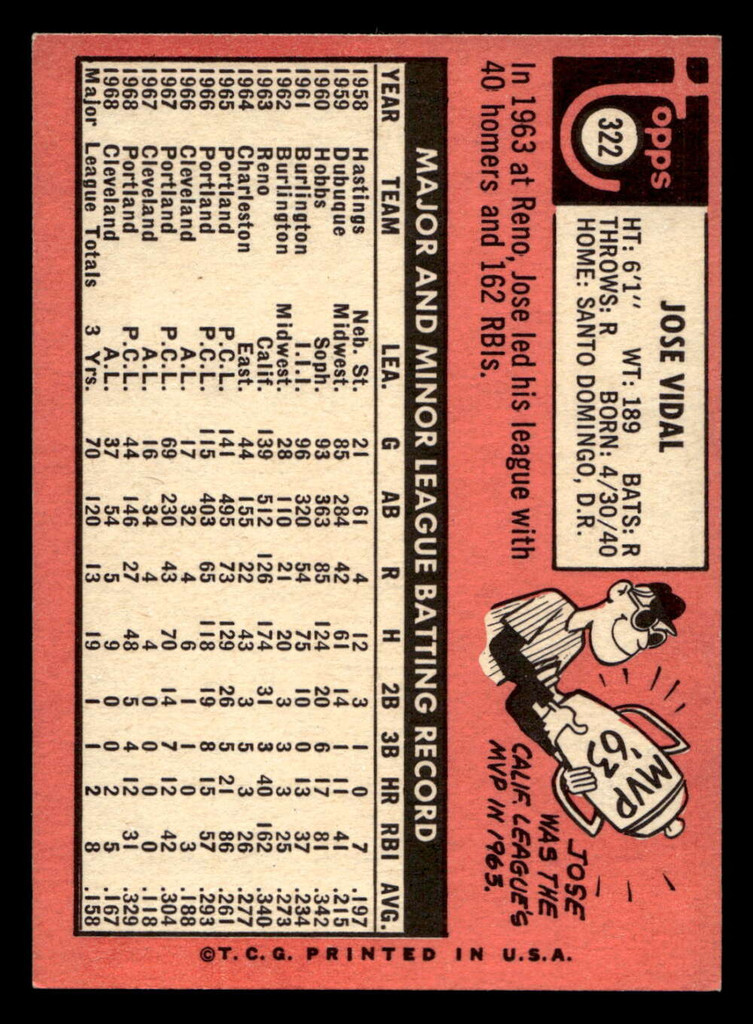 Topps
322
JOSE VIDAL
HT: 6'1" WT: 189 BATS: R
THROWS: R BORN: 4/30/40
HOME: SANTO DOMINGO, D.R.
In 1963 at Reno, Jose led his league with
40 homers and 162 RBIs.
MVP
'63
JOSE
WAS THE
CALIF. LEAGUE'S
MVP IN 1963.
MAJOR AND MINOR LEAGUE BATTING RECORD
YEAR TEAM LEA. G AB R H 2B 3B HR RBI AVG.
1958 Hastings Neb. St. 21 61 4 12 3 1 0 7 .197
1959 Dubuque Midwest. 85 284 42 61 14 1 11 41 .215
1960 Hobbs Soph. 93 363 85 124 20 6 17 81 .342
1961 Burlington I.I.I. 96 320 54 75 10 0 13 37 .234
1962 Burlington Midwest. 28 110 21 20 3 3 3 25 .273
1963 Reno Calif. 139 512 126 174 31 3 40 162 .340
1964 Charleston East. 44 155 22 43 3 5 3 26 .277
1965 Portland P.C.L. 141 495 73 129 26 5 21 86 .261
1966 Portland P.C.L. 115 403 65 118 19 8 15 57 .293
1966 Cleveland A.L. 17 32 4 6 1 1 0 3 .188
1967 Portland P.C.L. 69 230 43 70 14 7 12 42 .304
1967 Cleveland A.L. 16 34 4 4 0 0 0 0 .118
1968 Portland P.C.L. 44 146 27 48 5 4 12 31 .329
1968 Cleveland A.L. 37 54 5 9 0 0 2 5 .167
Major League Totals 3 Yrs. 70 120 13 19 1 1 2 8 .158
©T.C.G. PRINTED IN U.S.A.